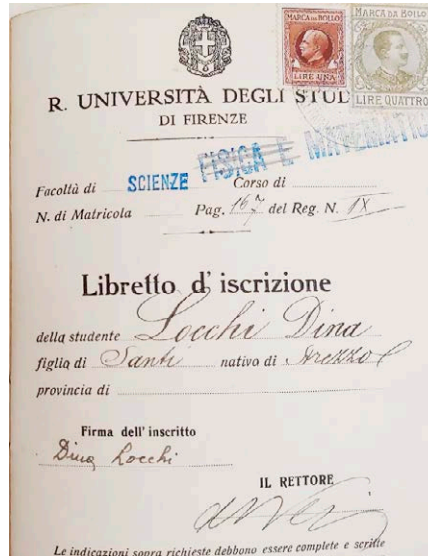 MARCA DA BOLLO
LIRE UNA
MARCA DA BOLLO
LIRE QUATTRO
R. UNIVERSITÀ DEGLI STUD
DI FIRENZE
Facoltà di SCIENZE FISICA E MATEMATIC Corso di
N. di Matricola Pag. 167 del Reg. N. IX
Libretto d' iscrizione
della studente Locchi Dina
figlio di Santi nativo di Arezzo
provincia di
Firma dell' inscritto
Dina Locchi
IL RETTORE
Le indicazioni sopra richieste debbono essere complete e scritte